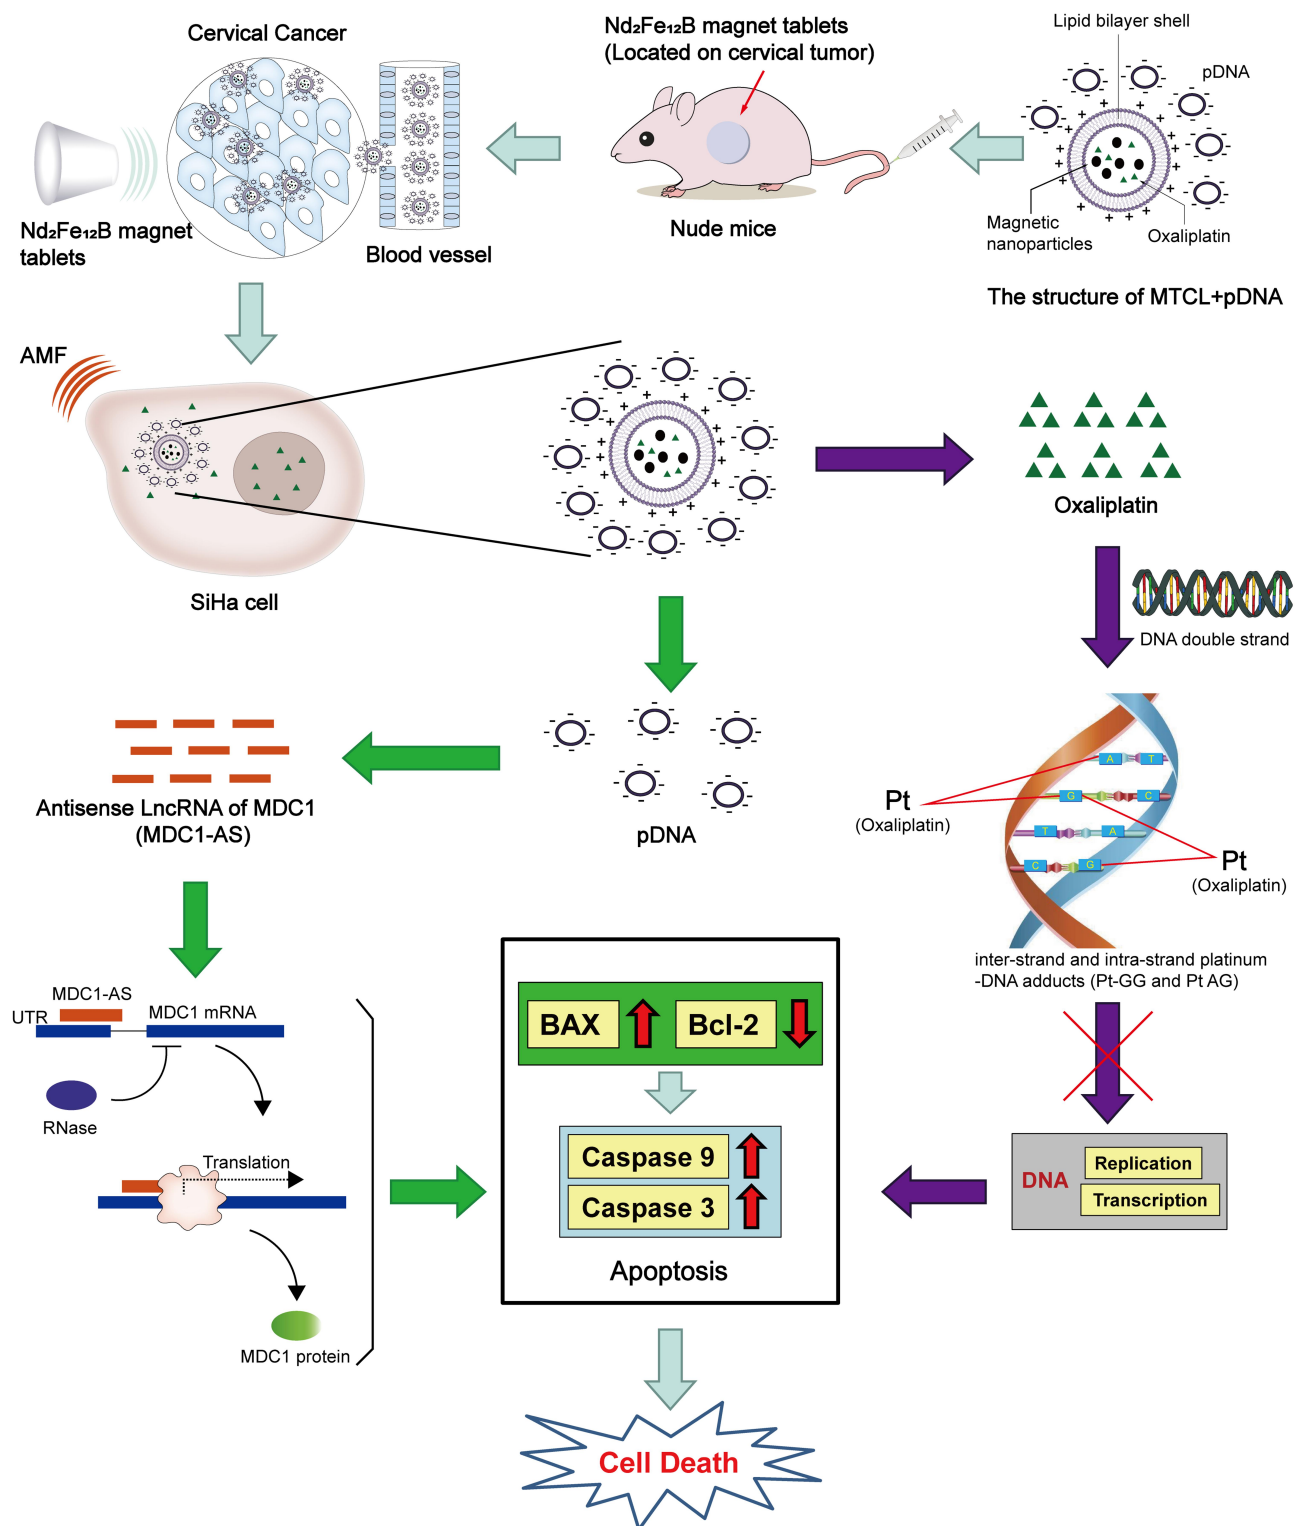 Cervical Cancer
Nd₂Fe₁₂B magnet
tablets
Blood vessel
Nd₂Fe₁₂B magnet tablets
(Located on cervical tumor)
Nude mice
Lipid bilayer shell
pDNA
Magnetic
nanoparticles
Oxaliplatin
The structure of MTCL+pDNA
AMF
SiHa cell
Oxaliplatin
DNA double strand
pDNA
Antisense LncRNA of MDC1
(MDC1-AS)
A T
G C
T A
C G
Pt
(Oxaliplatin)
Pt
(Oxaliplatin)
inter-strand and intra-strand platinum
-DNA adducts (Pt-GG and Pt AG)
MDC1-AS
UTR
MDC1 mRNA
RNase
Translation
MDC1 protein
BAX
Bcl-2
Caspase 9
Caspase 3
Apoptosis
DNA
Replication
Transcription
Cell Death